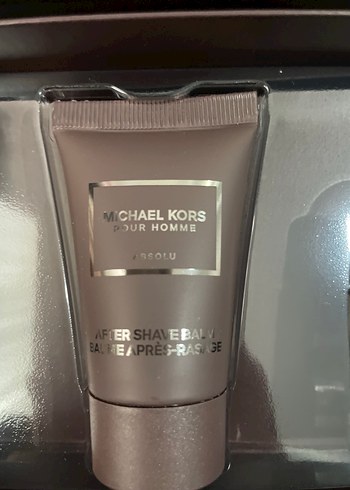 MICHAEL KORS
POUR HOMME
ABSOLU
AFTER SHAVE BALM
BAUME APRÈS-RASAGE